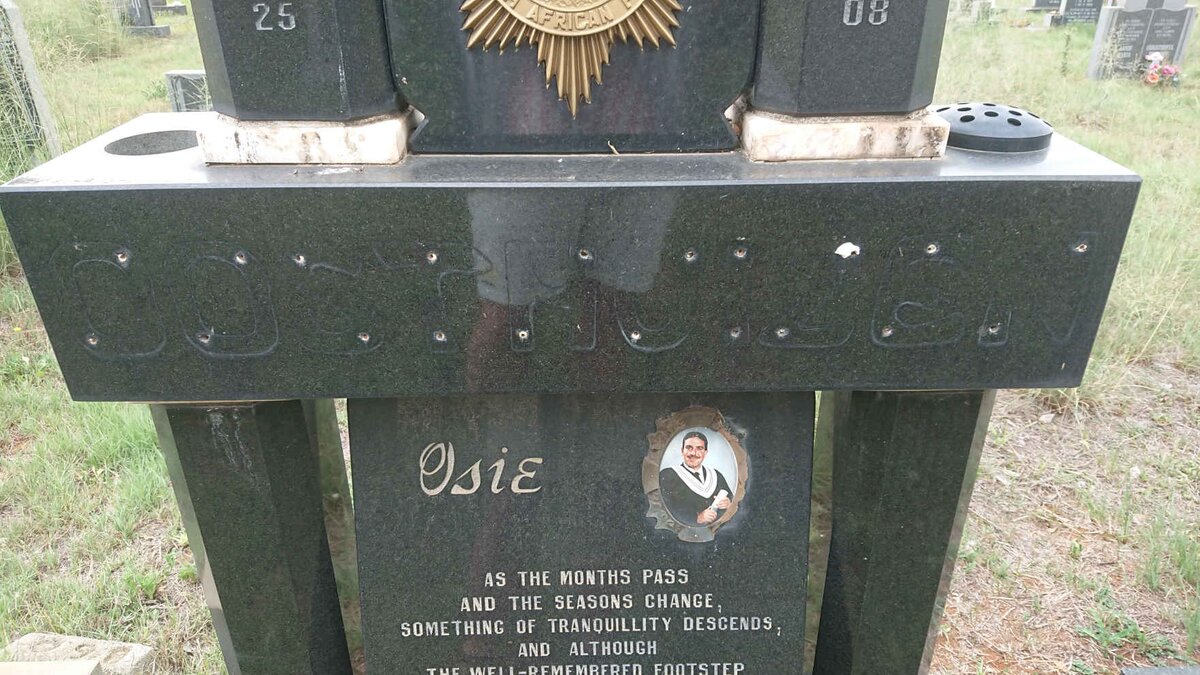 25
AFRICAN
08
OOSTHUIZEN
Osie
AS THE MONTHS PASS
AND THE SEASONS CHANGE,
SOMETHING OF TRANQUILLITY DESCENDS,
AND ALTHOUGH
THE WELL-REMEMBERED FOOTSTEP